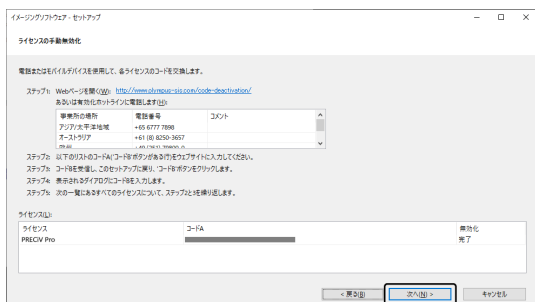 イメージングソフトウェア - セットアップ
ライセンスの手動無効化
電話またはモバイルデバイスを使用して、各ライセンスのコードを交換します。
ステップ1: Webページを開く(W): http://www.olympus-sis.com/code-deactivation/
あるいは有効化ホットラインに電話します(H):
事業所の場所 電話番号 コメント
アジア/太平洋地域 +65 6777 7898
オーストラリア +61 (8) 8250-3657
ステップ2: 以下のリストのコードA('コードB'ボタンがある行)をウェブサイトに入力してください。
ステップ3: コードBを受信し、このセットアップに戻り、'コードB'ボタンをクリックします。
ステップ4: 表示されるダイアログにコードBを入力します。
ステップ5: 次の一覧にあるすべてのライセンスについて、ステップ2と3を繰り返します。
ライセンス(L):
ライセンス コードA 無効化
PRECiV Pro 完了
< 戻る(B) 次へ(N) > キャンセル